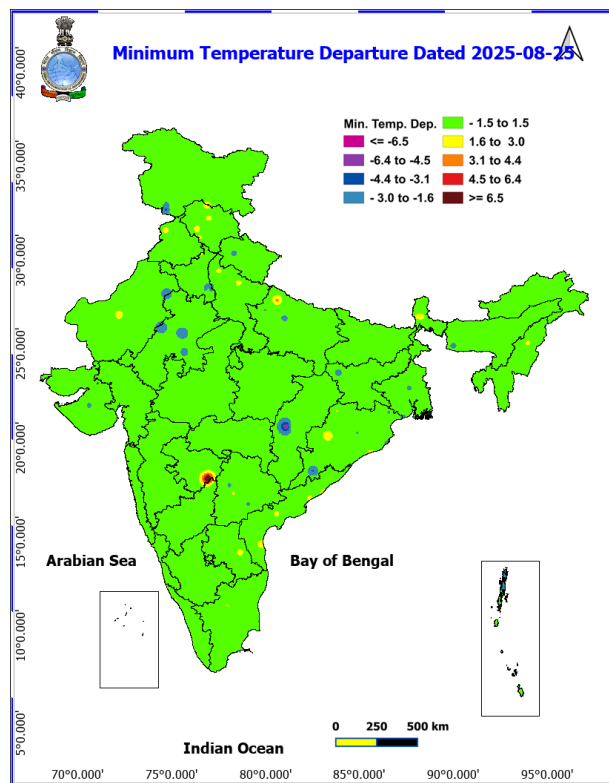 Minimum Temperature Departure Dated 2025-08-25
Min. Temp. Dep.
<= -6.5
-6.4 to -4.5
-4.4 to -3.1
- 3.0 to -1.6
- 1.5 to 1.5
1.6 to 3.0
3.1 to 4.4
4.5 to 6.4
>= 6.5
40°0.000'
35°0.000'
30°0.000'
25°0.000'
20°0.000'
15°0.000'
10°0.000'
5°0.000'
Arabian Sea
Bay of Bengal
0 250 500 km
Indian Ocean
70°0.000' 75°0.000' 80°0.000' 85°0.000' 90°0.000' 95°0.000'